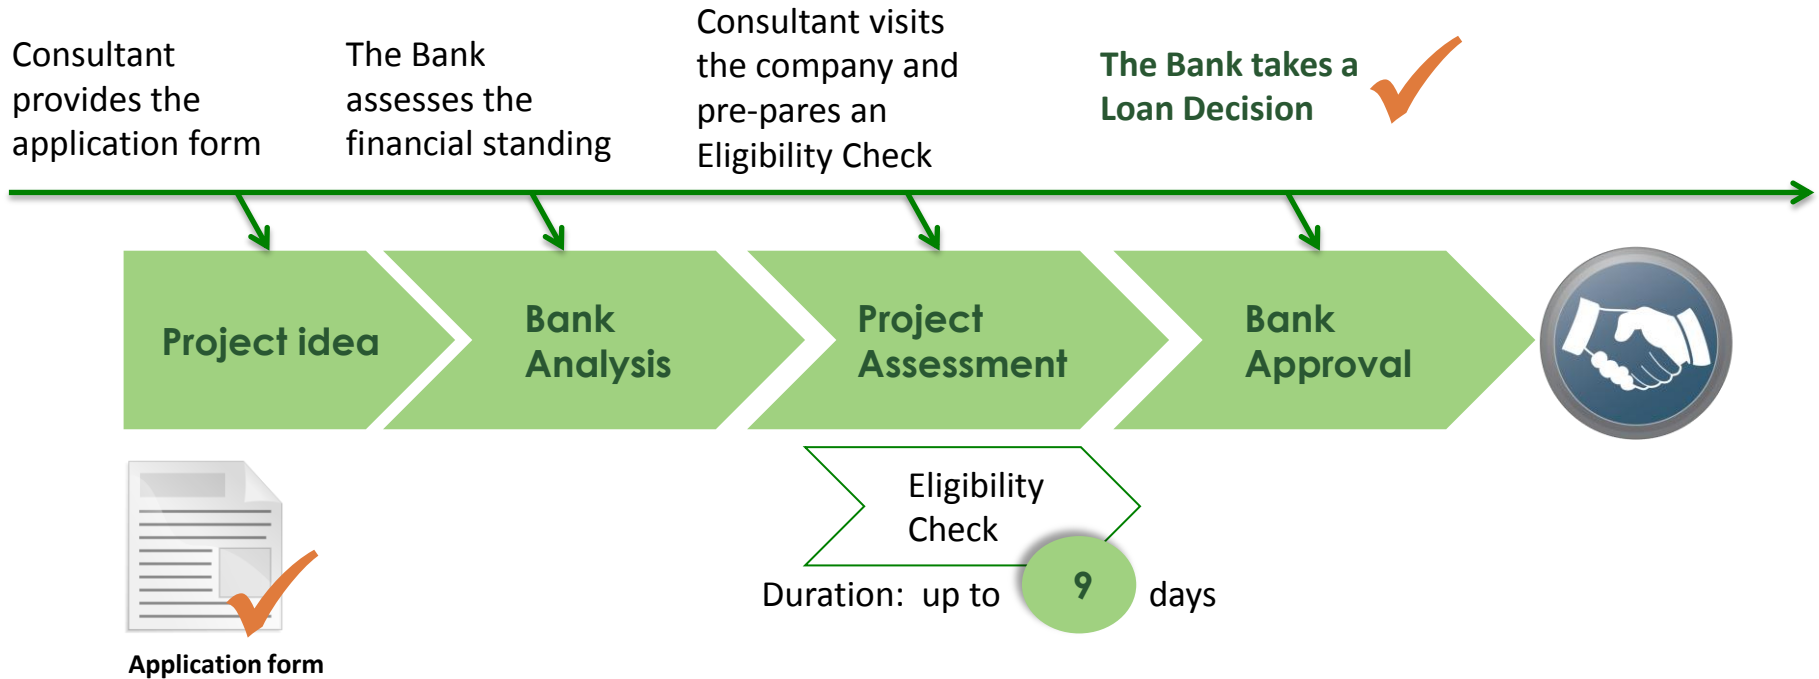 Consultant
provides the
application form
The Bank
assesses the
financial standing
Consultant visits
the company and
pre-pares an
Eligibility Check
The Bank takes a
Loan Decision
Project idea
Bank
Analysis
Project
Assessment
Bank
Approval
Eligibility
Check
Duration: up to 9 days
Application form